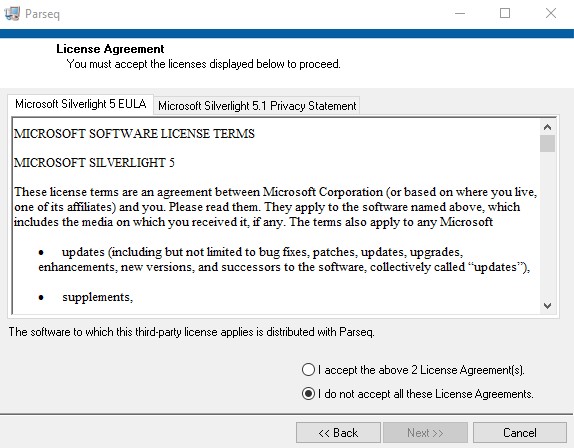 Parseq
License Agreement
You must accept the licenses displayed below to proceed.
Microsoft Silverlight 5 EULA
Microsoft Silverlight 5.1 Privacy Statement
MICROSOFT SOFTWARE LICENSE TERMS
MICROSOFT SILVERLIGHT 5
These license terms are an agreement between Microsoft Corporation (or based on where you live,
one of its affiliates) and you. Please read them. They apply to the software named above, which
includes the media on which you received it, if any. The terms also apply to any Microsoft
• updates (including but not limited to bug fixes, patches, updates, upgrades,
enhancements, new versions, and successors to the software, collectively called “updates”),
• supplements,
The software to which this third-party license applies is distributed with Parseq.
I accept the above 2 License Agreement(s).
I do not accept all these License Agreements.
<< Back
Next >>
Cancel